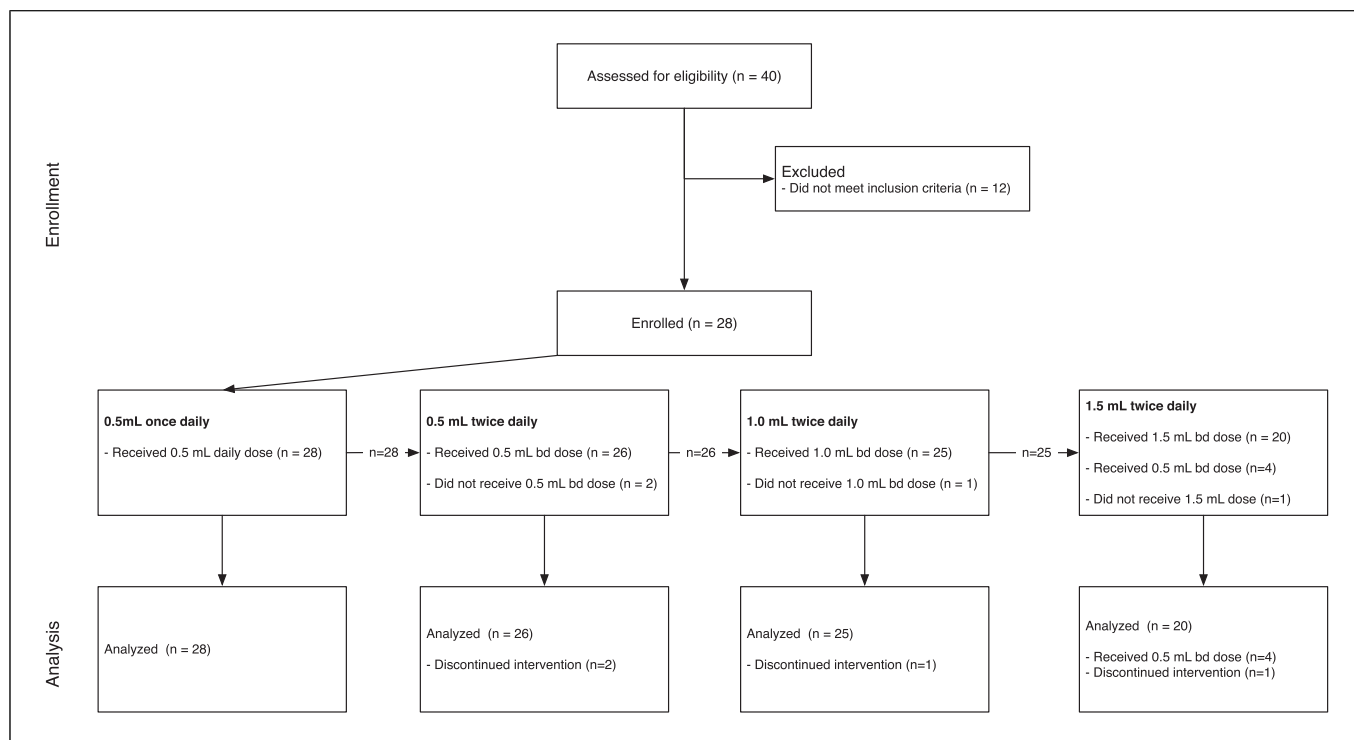 Enrollment
Assessed for eligibility (n = 40)
Excluded
- Did not meet inclusion criteria (n = 12)
Enrolled (n = 28)
0.5mL once daily
- Received 0.5 mL daily dose (n = 28)
n=28
0.5 mL twice daily
- Received 0.5 mL bd dose (n = 26)
- Did not receive 0.5 mL bd dose (n = 2)
n=26
1.0 mL twice daily
- Received 1.0 mL bd dose (n = 25)
- Did not receive 1.0 mL bd dose (n = 1)
n=25
1.5 mL twice daily
- Received 1.5 mL bd dose (n = 20)
- Received 0.5 mL bd dose (n=4)
- Did not receive 1.5 mL dose (n=1)
Analysis
Analyzed (n = 28)
Analyzed (n = 26)
- Discontinued intervention (n=2)
Analyzed (n = 25)
- Discontinued intervention (n=1)
Analyzed (n = 20)
- Received 0.5 mL bd dose (n=4)
- Discontinued intervention (n=1)